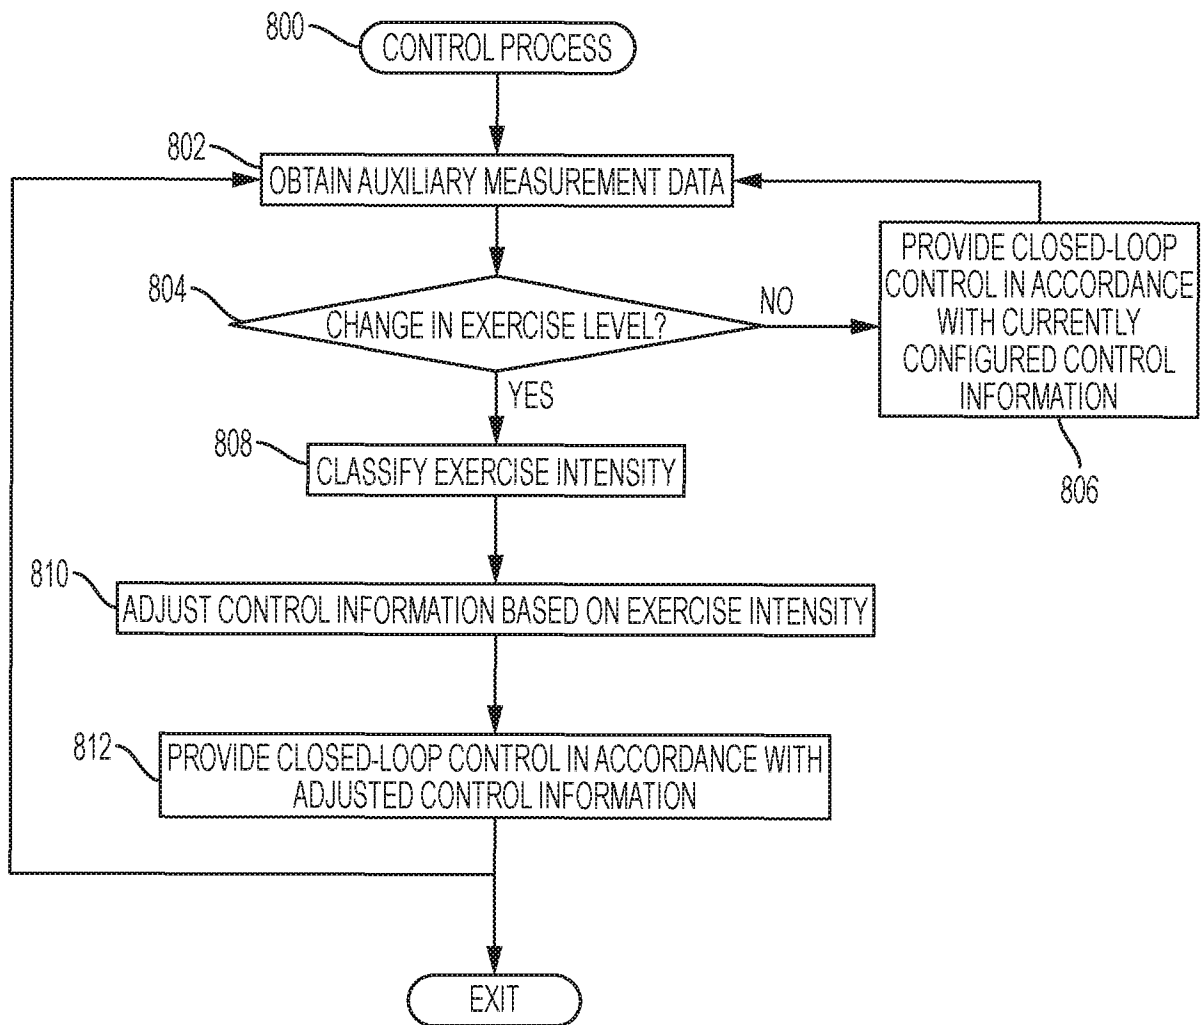 800
CONTROL PROCESS
802
OBTAIN AUXILIARY MEASUREMENT DATA
804
CHANGE IN EXERCISE LEVEL?
NO
PROVIDE CLOSED-LOOP
CONTROL IN ACCORDANCE
WITH CURRENTLY
CONFIGURED CONTROL
INFORMATION
806
YES
808
CLASSIFY EXERCISE INTENSITY
810
ADJUST CONTROL INFORMATION BASED ON EXERCISE INTENSITY
812
PROVIDE CLOSED-LOOP CONTROL IN ACCORDANCE WITH
ADJUSTED CONTROL INFORMATION
EXIT